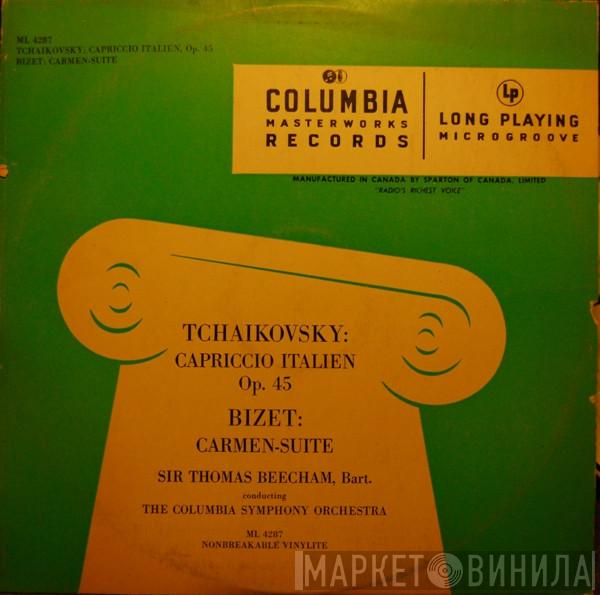 ML 4287
TCHAIKOVSKY: CAPRICCIO ITALIEN, Op. 45
BIZET: CARMEN-SUITE
COLUMBIA
MASTERWORKS
RECORDS
Lp
LONG PLAYING
MICROGROOVE
MANUFACTURED IN CANADA BY SPARTON OF CANADA, LIMITED
"RADIO'S RICHEST VOICE"
TCHAIKOVSKY:
CAPRICCIO ITALIEN
Op. 45
BIZET:
CARMEN-SUITE
SIR THOMAS BEECHAM, Bart.
conducting
THE COLUMBIA SYMPHONY ORCHESTRA
ML 4287
NONBREAKABLE VINYLITE
МАРКЕТ ВИНИЛА